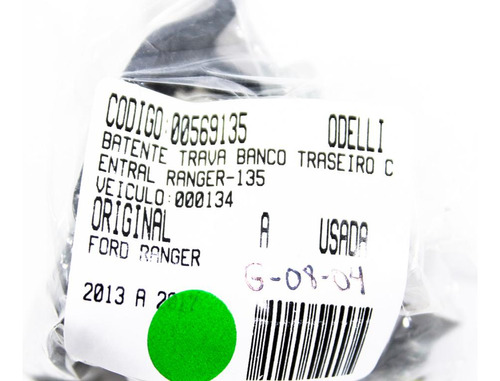 CODIGO:00569135 ODELLI
BATENTE TRAVA BANCO TRASEIRO C
ENTRAL RANGER-135
VEICULO:000134
ORIGINAL A USADA
FORD RANGER
G-08-04
2013 A 2017